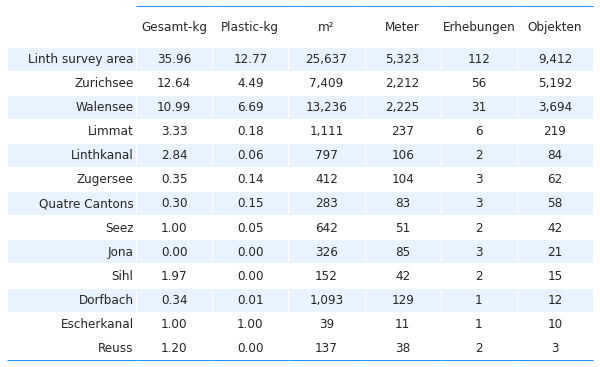 Gesamt-kg Plastic-kg m² Meter Erhebungen Objekten
Linth survey area 35.96 12.77 25,637 5,323 112 9,412
Zurichsee 12.64 4.49 7,409 2,212 56 5,192
Walensee 10.99 6.69 13,236 2,225 31 3,694
Limmat 3.33 0.18 1,111 237 6 219
Linthkanal 2.84 0.06 797 106 2 84
Zugersee 0.35 0.14 412 104 3 62
Quatre Cantons 0.30 0.15 283 83 3 58
Seez 1.00 0.05 642 51 2 42
Jona 0.00 0.00 326 85 3 21
Sihl 1.97 0.00 152 42 2 15
Dorfbach 0.34 0.01 1,093 129 1 12
Escherkanal 1.00 1.00 39 11 1 10
Reuss 1.20 0.00 137 38 2 3